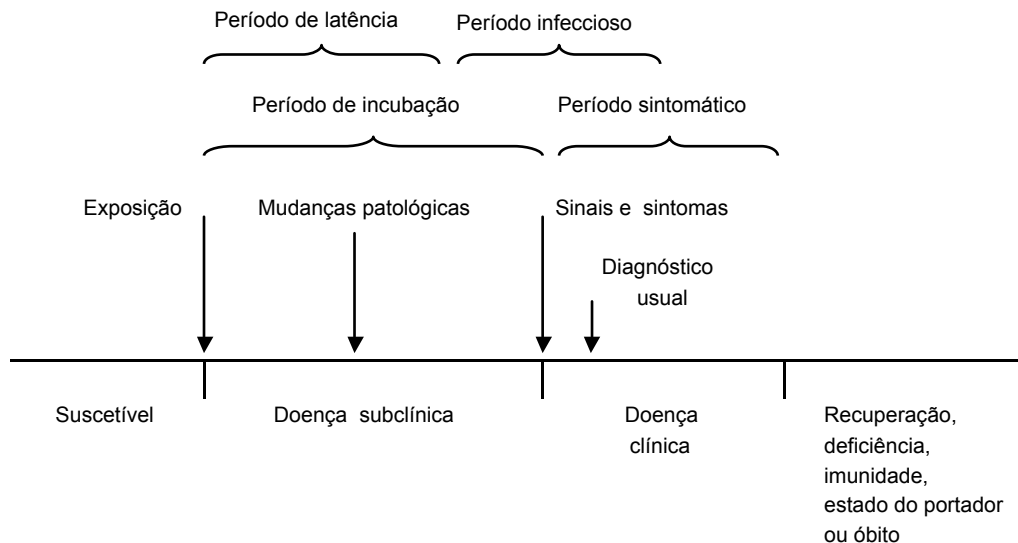 Período de latência
Período infeccioso
Período de incubação
Período sintomático
Exposição
Mudanças patológicas
Sinais e sintomas
Diagnóstico
usual
Suscetível
Doença subclínica
Doença
clínica
Recuperação,
deficiência,
imunidade,
estado do portador
ou óbito